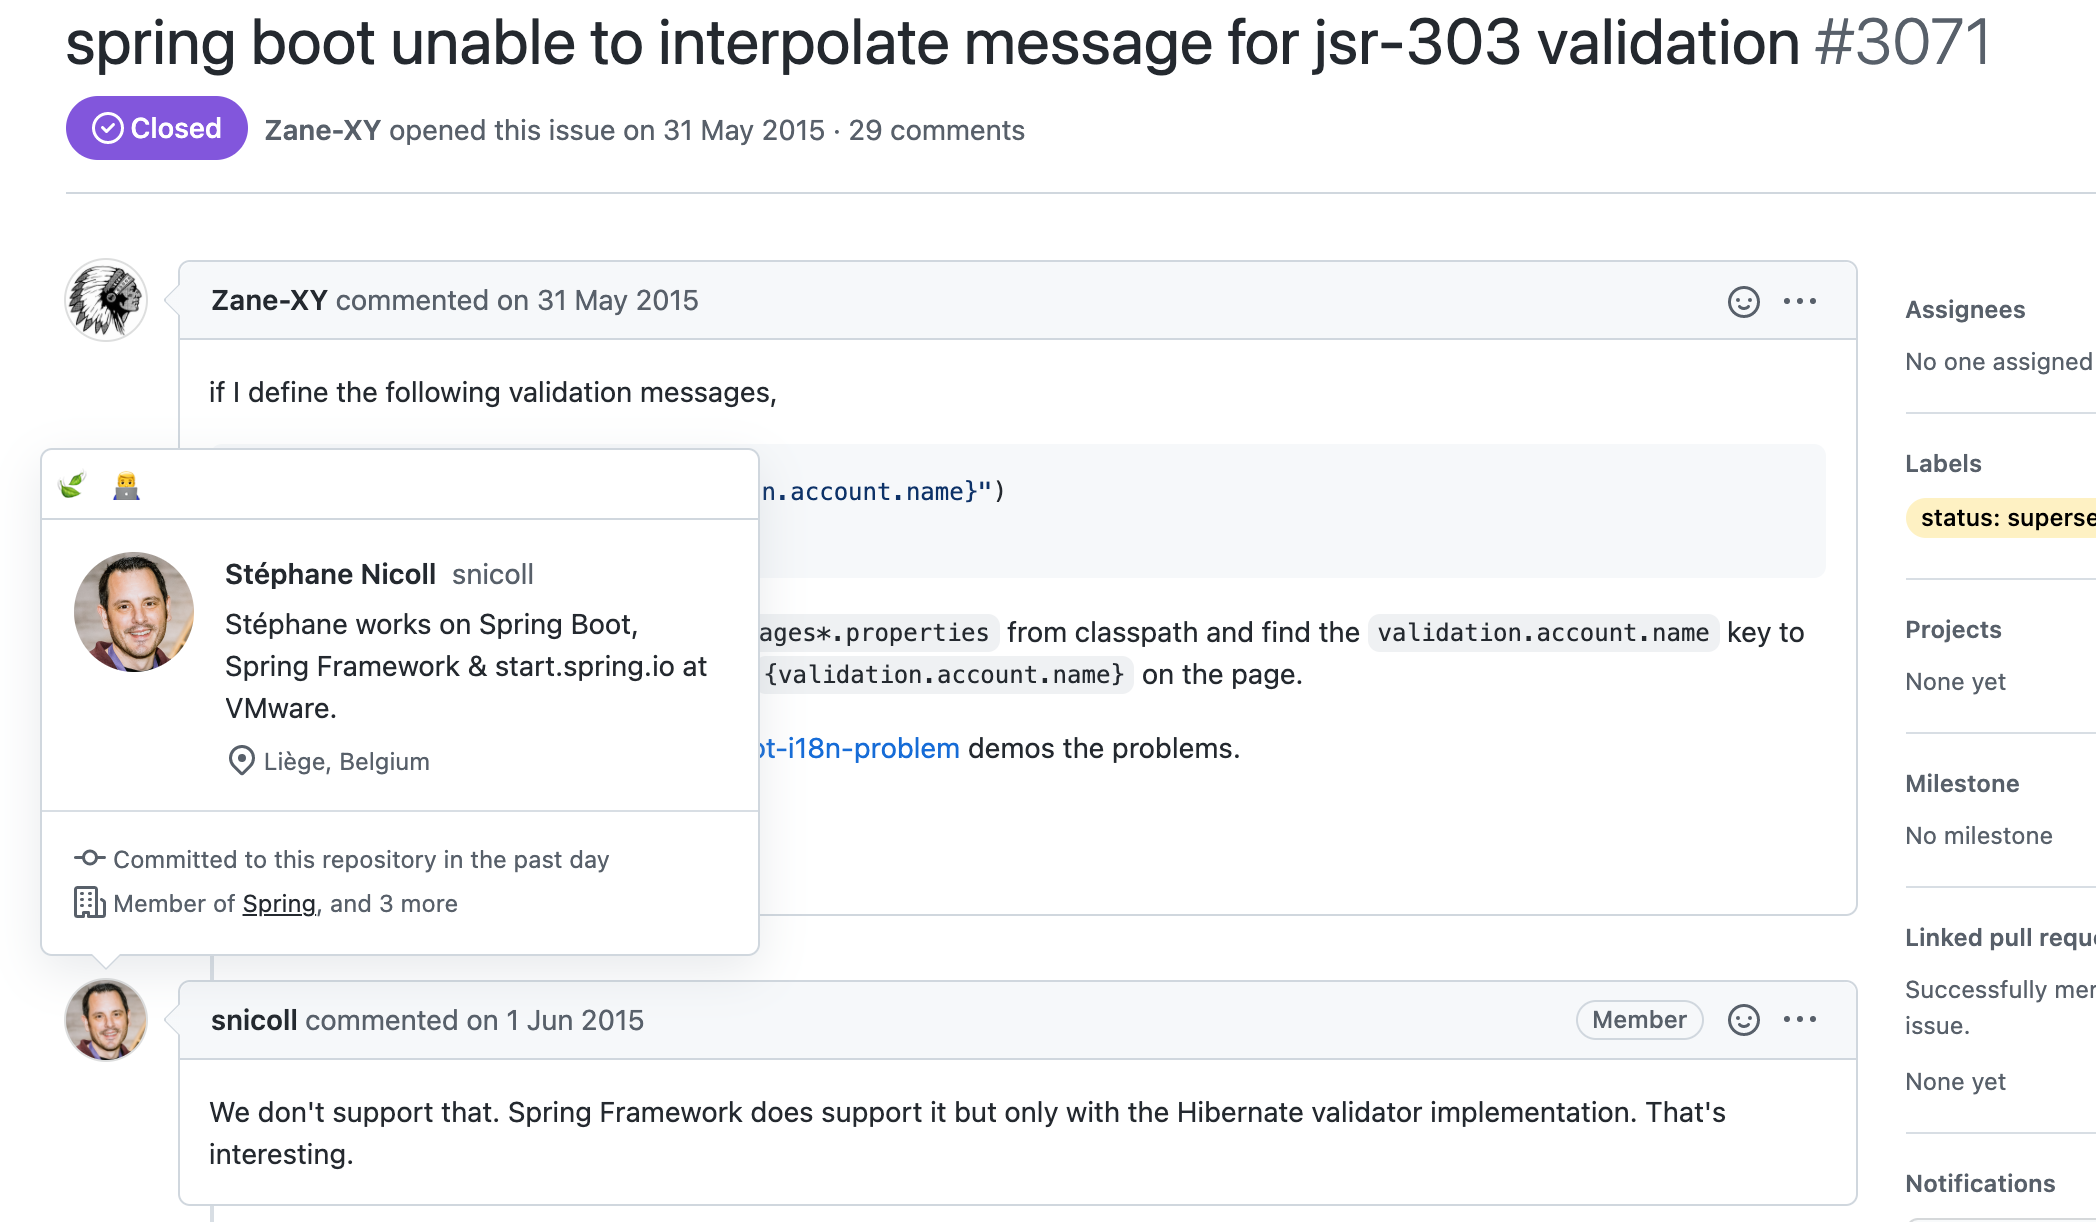 spring boot unable to interpolate message for jsr-303 validation #3071
Closed
Zane-XY opened this issue on 31 May 2015 · 29 comments
Zane-XY commented on 31 May 2015
if I define the following validation messages,
n.account.name}")
ages*.properties from classpath and find the validation.account.name key to
{validation.account.name} on the page.
ot-i18n-problem demos the problems.
Stéphane Nicoll snicoll
Stéphane works on Spring Boot,
Spring Framework & start.spring.io at
VMware.
Liège, Belgium
Committed to this repository in the past day
Member of Spring, and 3 more
snicoll commented on 1 Jun 2015
Member
We don't support that. Spring Framework does support it but only with the Hibernate validator implementation. That's
interesting.
Assignees
No one assigned
Labels
status: superse
Projects
None yet
Milestone
No milestone
Linked pull reque
Successfully mer
issue.
None yet
Notifications